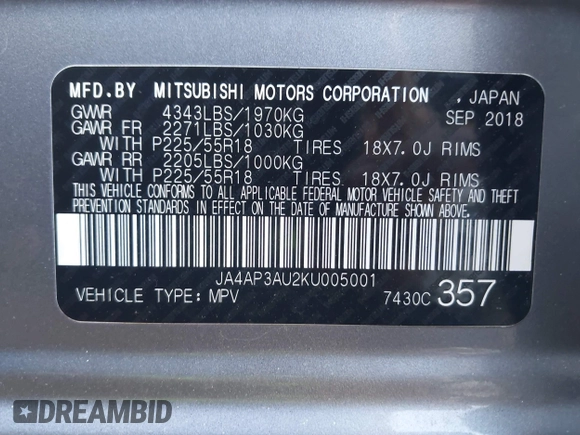 MFD.BY MITSUBISHI MOTORS CORPORATION , JAPAN
GVWR 4343LBS/1970KG SEP 2018
GAWR FR 2271LBS/1030KG
WITH P225/55R18 TIRES 18X7.0J RIMS
GAWR RR 2205LBS/1000KG
WITH P225/55R18 TIRES 18X7.0J RIMS
THIS VEHICLE CONFORMS TO ALL APPLICABLE FEDERAL MOTOR VEHICLE SAFETY AND THEFT
PREVENTION STANDARDS IN EFFECT ON THE DATE OF MANUFACTURE SHOWN ABOVE.
JA4AP3AU2KU005001
VEHICLE TYPE: MPV 7430C 357
DREAMBID